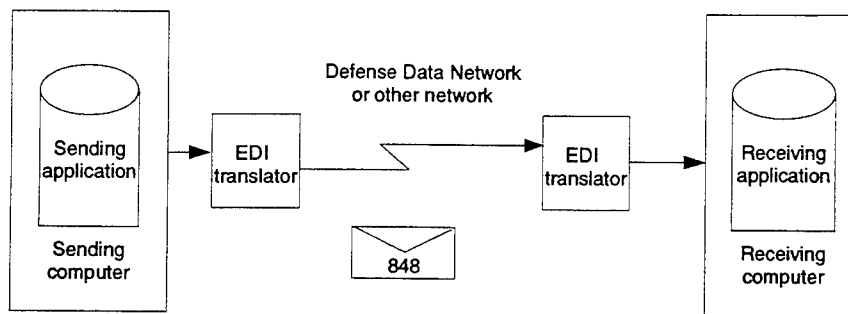 Defense Data Network
or other network
Sending
application
EDI
translator
EDI
translator
Receiving
application
Sending
computer
848
Receiving
computer